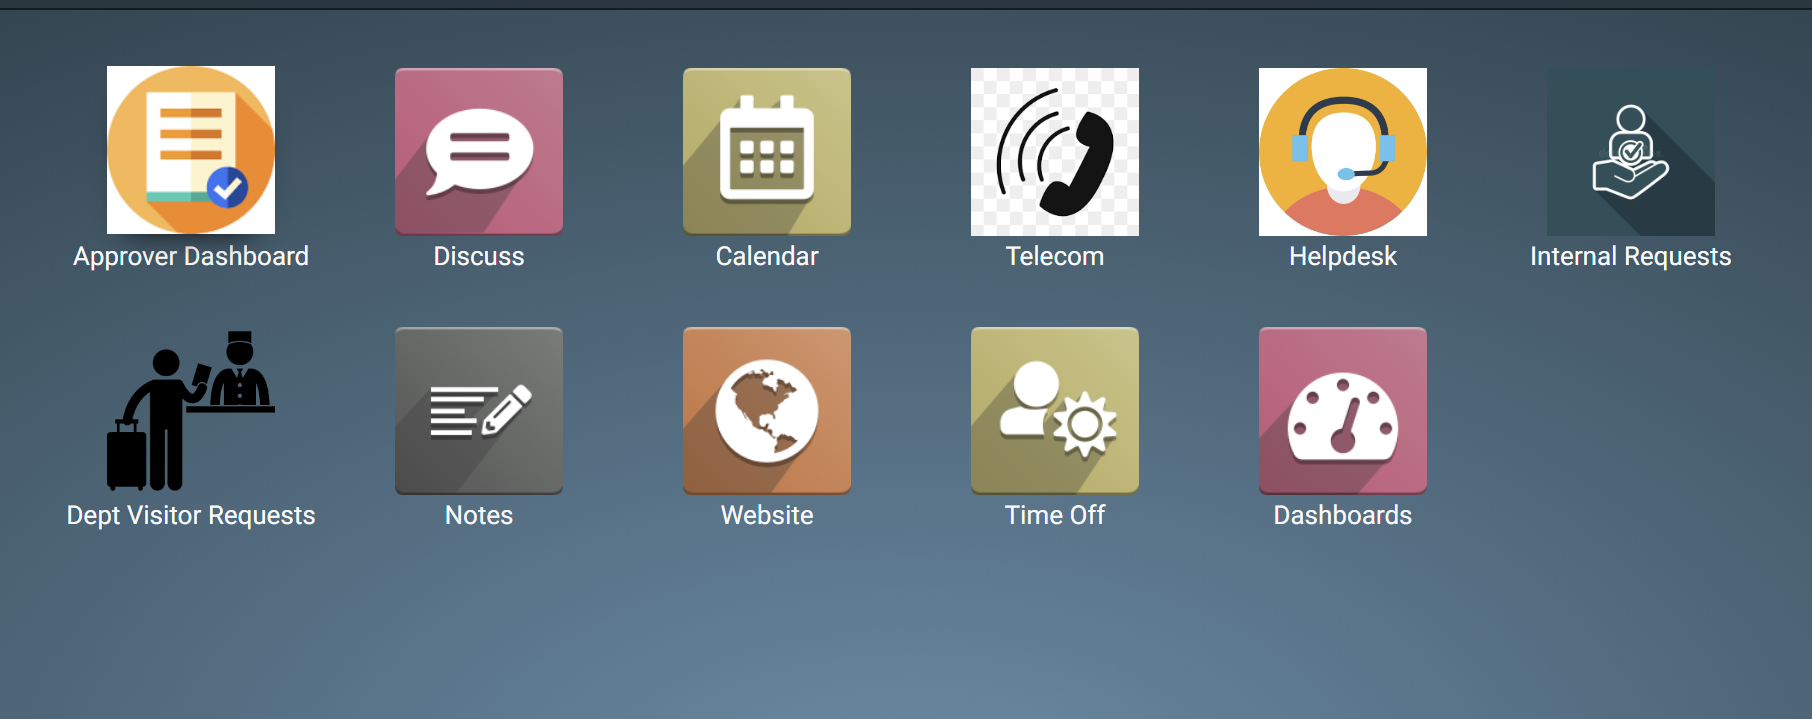 Approver Dashboard
Discuss
Calendar
Telecom
Helpdesk
Internal Requests
Dept Visitor Requests
Notes
Website
Time Off
Dashboards